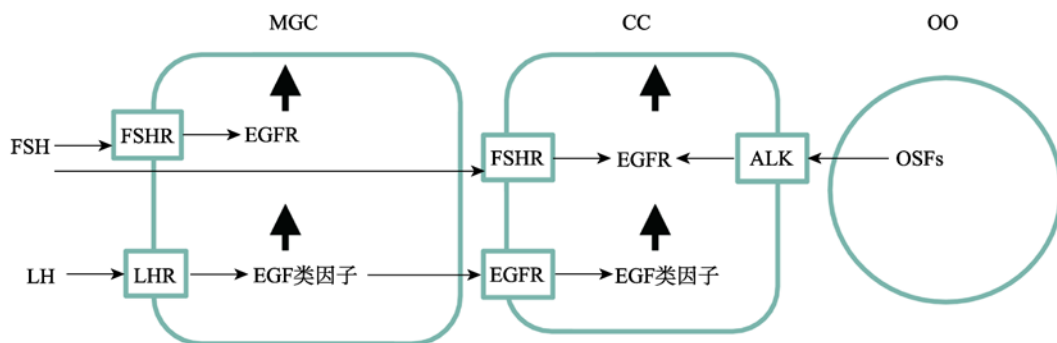 MGC CC OO
FSH FSHR EGFR
FSHR EGFR ALK OSFs
LH LHR EGF类因子 EGFR EGF类因子